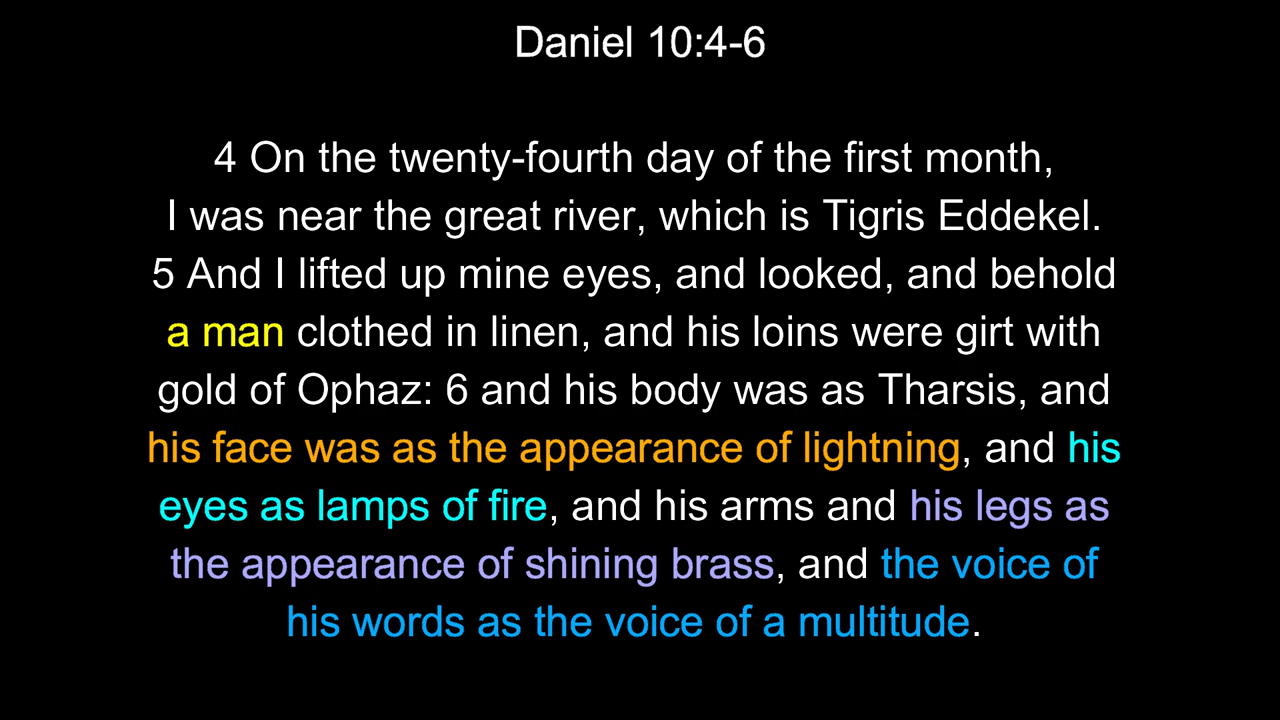 Daniel 10:4-6
4 On the twenty-fourth day of the first month,
I was near the great river, which is Tigris Eddekel.
5 And I lifted up mine eyes, and looked, and behold
a man clothed in linen, and his loins were girt with
gold of Ophaz: 6 and his body was as Tharsis, and
his face was as the appearance of lightning, and his
eyes as lamps of fire, and his arms and his legs as
the appearance of shining brass, and the voice of
his words as the voice of a multitude.